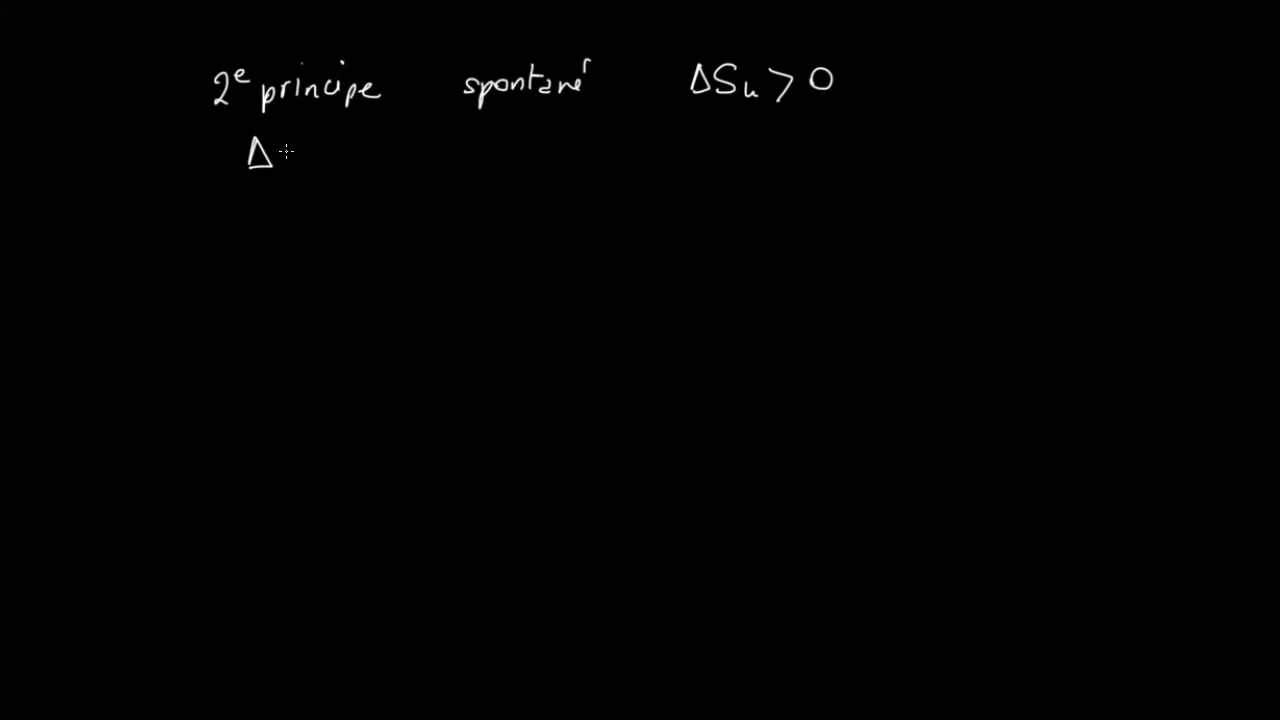 2e principe spontané ΔSu > 0
Δ